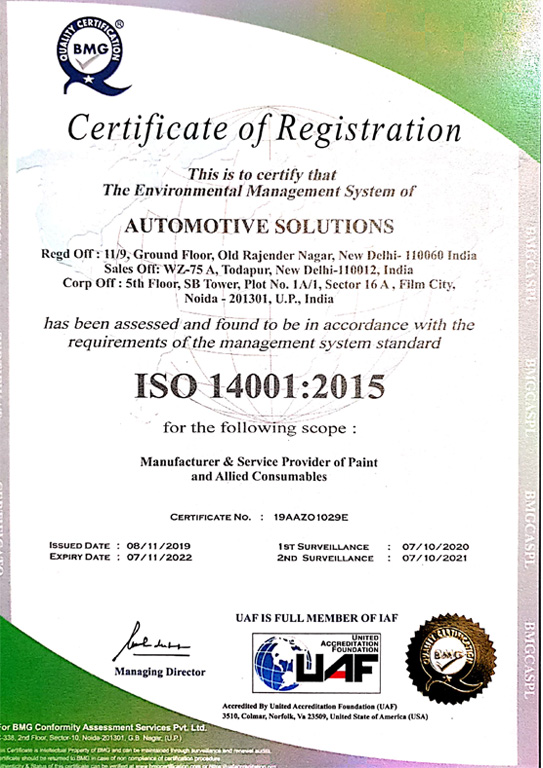 QUALITY CERTIFICATION
®
BMG
Certificate of Registration
This is to certify that
The Environmental Management System of
AUTOMOTIVE SOLUTIONS
Regd Off : 11/9, Ground Floor, Old Rajender Nagar, New Delhi- 110060 India
Sales Off: WZ-75 A, Todapur, New Delhi-110012, India
Corp Off : 5th Floor, SB Tower, Plot No. 1A/1, Sector 16 A , Film City,
Noida - 201301, U.P., India
has been assessed and found to be in accordance with the
requirements of the management system standard
ISO 14001:2015
for the following scope :
Manufacturer & Service Provider of Paint
and Allied Consumables
CERTIFICATE NO. : 19AAZO1029E
ISSUED DATE : 08/11/2019
EXPIRY DATE : 07/11/2022
1ST SURVEILLANCE : 07/10/2020
2ND SURVEILLANCE : 07/10/2021
UAF IS FULL MEMBER OF IAF
UNITED
ACCREDITATION
FOUNDATION
UAF
Managing Director
QUALITY CERTIFICATION
BMG
Accredited By United Accreditation Foundation (UAF)
3510, Colmar, Norfolk, Va 23509, United State of America (USA)
For BMG Conformity Assessment Services Pvt. Ltd.
-338, 2nd Floor, Sector-10, Noida-201301, G.B. Nagar, (U.P.)
Certificate is Intellectual Property of BMG and can be maintained through surveillance and renewal audits.
certificate should be returned to BMG in case of non compliance of certification procedure
BMGCASPL
BMGCASPL
BMGCASPL